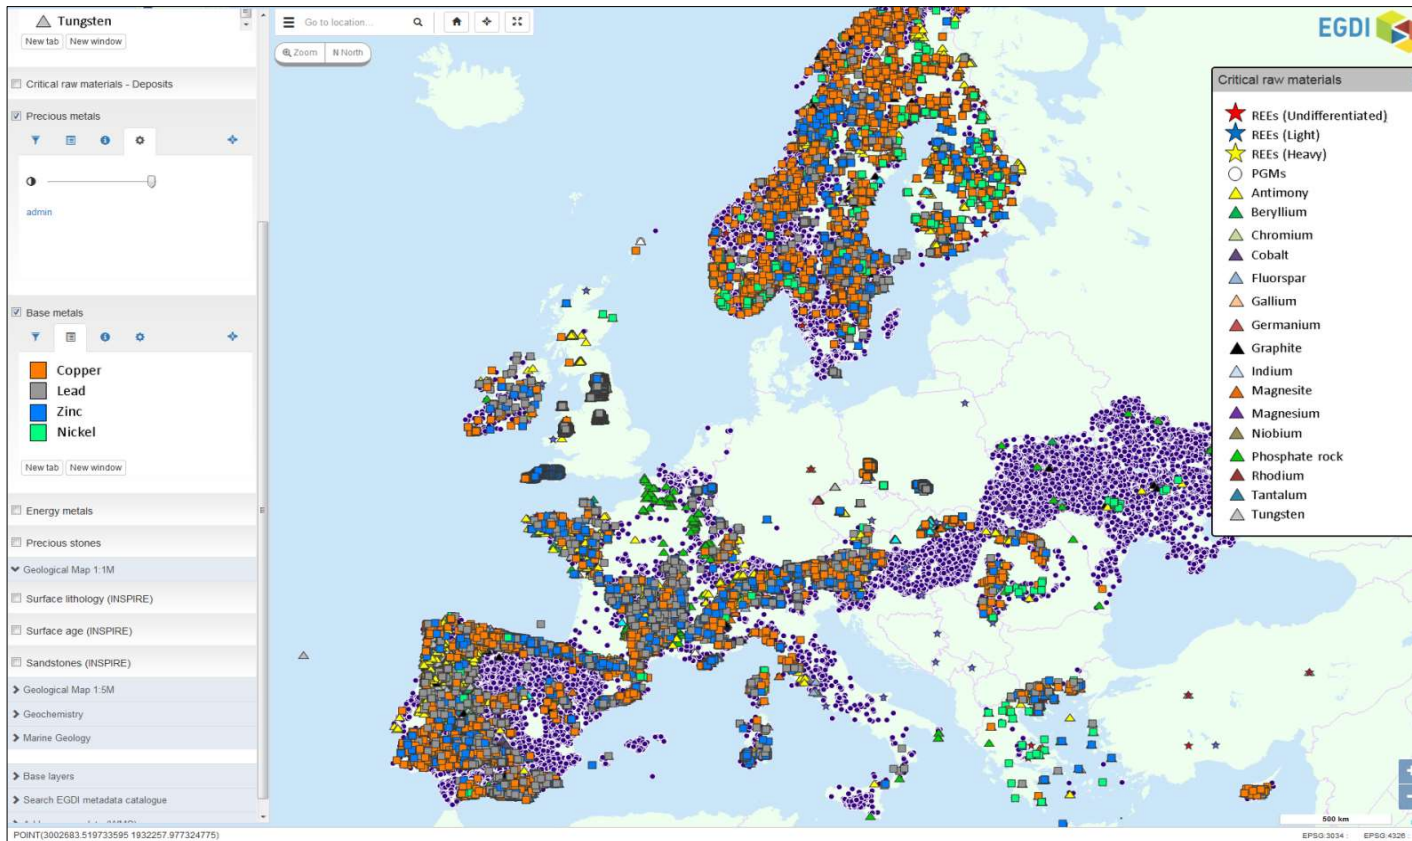 Tungsten
New tab New window
Critical raw materials - Deposits
Precious metals
admin
Base metals
Copper
Lead
Zinc
Nickel
New tab New window
Energy metals
Precious stones
Geological Map 1:1M
Surface lithology (INSPIRE)
Surface age (INSPIRE)
Sandstones (INSPIRE)
Geological Map 1:5M
Geochemistry
Marine Geology
Base layers
Search EGDI metadata catalogue
POINT(3002683.519733595 1932257.977324775)
Go to location...
Zoom N North
EGDI
Critical raw materials
REEs (Undifferentiated)
REEs (Light)
REEs (Heavy)
PGMs
Antimony
Beryllium
Chromium
Cobalt
Fluorspar
Gallium
Germanium
Graphite
Indium
Magnesite
Magnesium
Niobium
Phosphate rock
Rhodium
Tantalum
Tungsten
500 km
EPSG:3034 : EPSG:4326 :